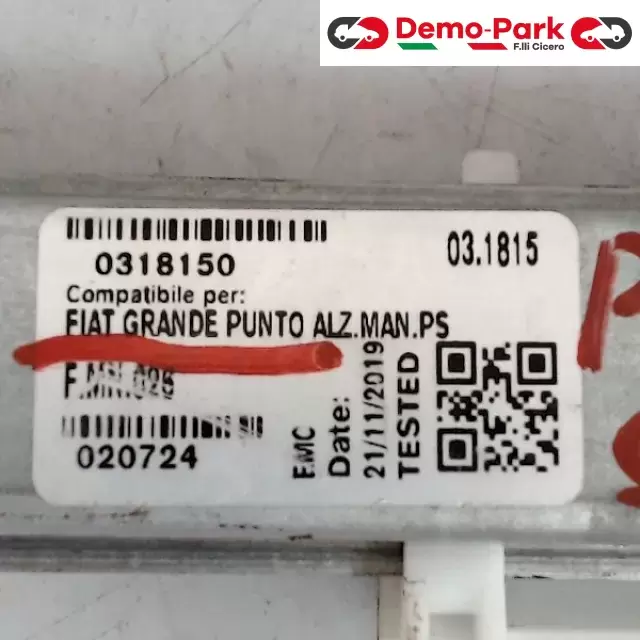 Demo-Park
F.lli Cicero
0318150
03.1815
Compatibile per:
FIAT GRANDE PUNTO ALZ.MAN.PS
020724
EMC
Date:
21/11/2019
TESTED